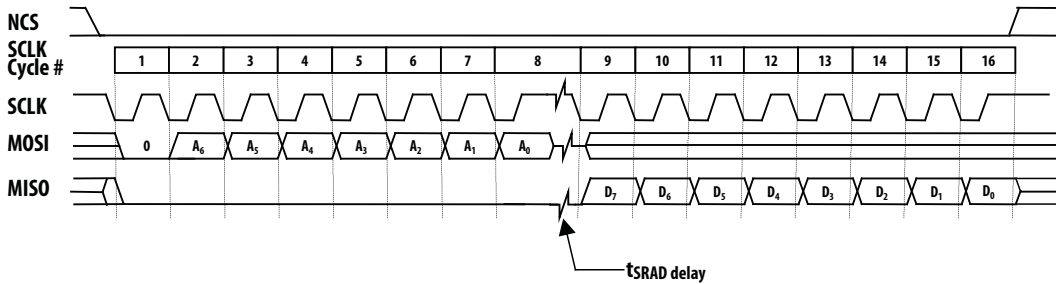 NCS
SCLK
Cycle # 1 2 3 4 5 6 7 8 9 10 11 12 13 14 15 16
SCLK
MOSI 0 A6 A5 A4 A3 A2 A1 A0
MISO D7 D6 D5 D4 D3 D2 D1 D0
tSRAD delay